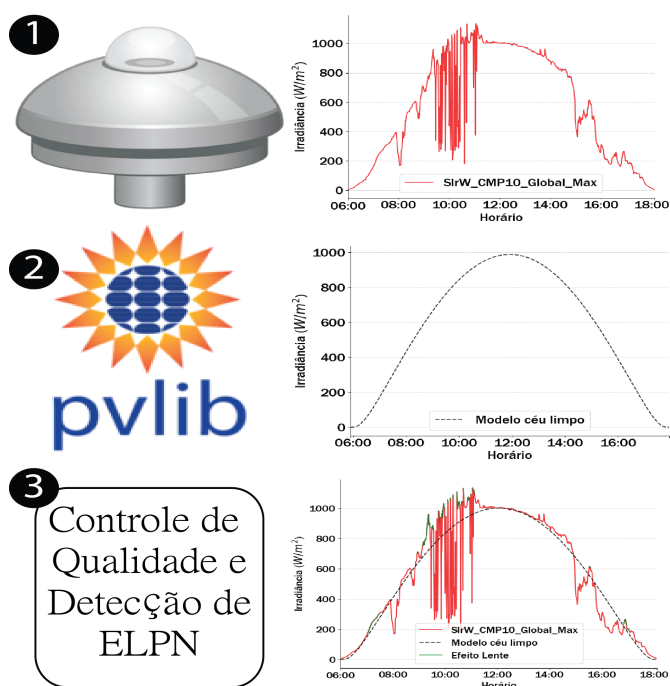 1
1000
800
600
400
200
0
Irradiância (W/m²)
SlrW_CMP10_Global_Max
06:00 08:00 10:00 12:00 14:00 16:00 18:00
Horário
2
pvlib
1000
800
600
400
200
0
Irradiância (W/m²)
Modelo céu limpo
06:00 08:00 10:00 12:00 14:00 16:00
Horário
3
Controle de
Qualidade e
Detecção de
ELPN
1000
800
600
400
200
0
Irradiância (W/m²)
SlrW_CMP10_Global_Max
Modelo céu limpo
Efeito Lente
06:00 08:00 10:00 12:00 14:00 16:00 18:00
Horário